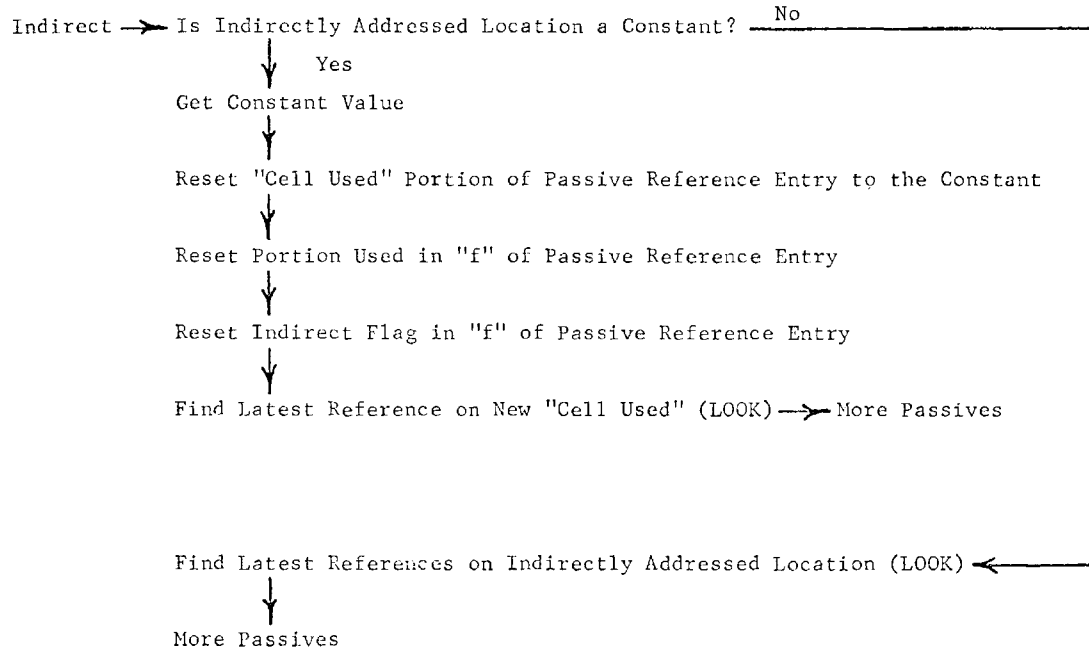 No
Indirect Is Indirectly Addressed Location a Constant?
Yes
Get Constant Value
Reset "Cell Used" Portion of Passive Reference Entry to the Constant
Reset Portion Used in "f" of Passive Reference Entry
Reset Indirect Flag in "f" of Passive Reference Entry
Find Latest Reference on New "Cell Used" (LOOK) More Passives
Find Latest References on Indirectly Addressed Location (LOOK)
More Passives